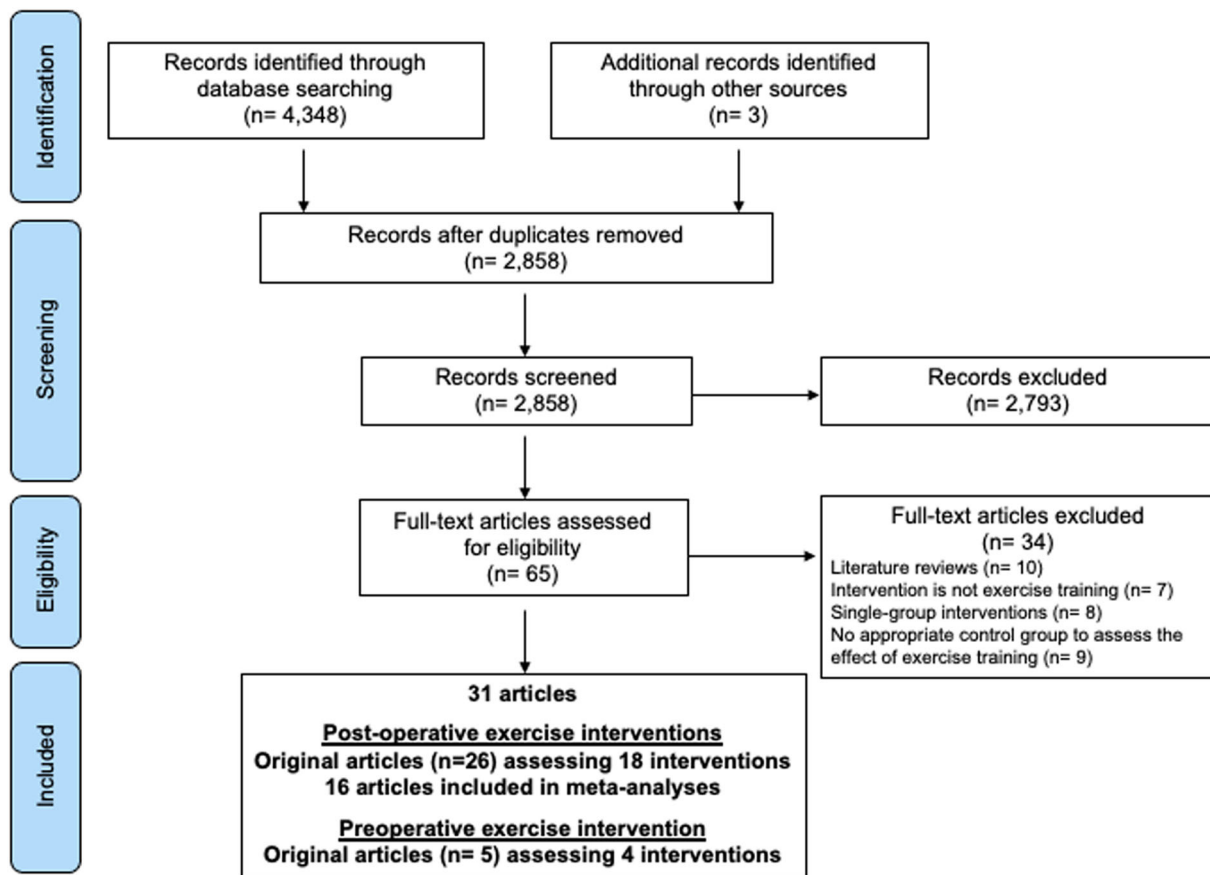 Identification
Records identified through
database searching
(n= 4,348)
Additional records identified
through other sources
(n= 3)
Screening
Records after duplicates removed
(n= 2,858)
Records screened
(n= 2,858)
Records excluded
(n= 2,793)
Eligibility
Full-text articles assessed
for eligibility
(n= 65)
Full-text articles excluded
(n= 34)
Literature reviews (n= 10)
Intervention is not exercise training (n= 7)
Single-group interventions (n= 8)
No appropriate control group to assess the
effect of exercise training (n= 9)
Included
31 articles
Post-operative exercise interventions
Original articles (n=26) assessing 18 interventions
16 articles included in meta-analyses
Preoperative exercise intervention
Original articles (n= 5) assessing 4 interventions